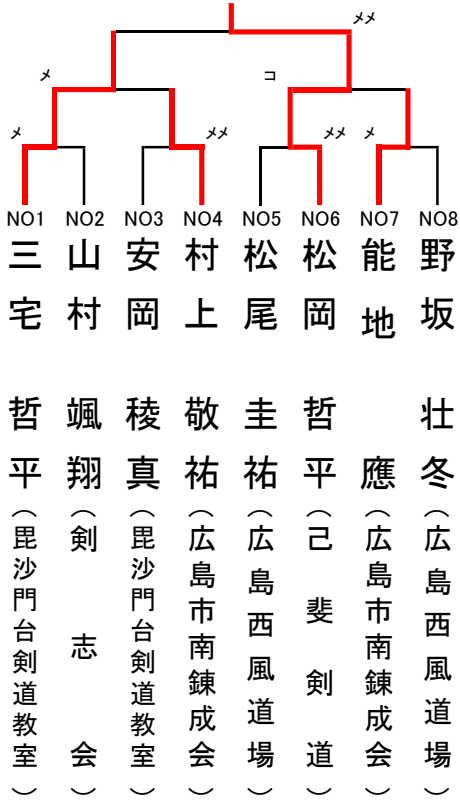 メメ
メ
コ
メ
メメ
メメ
メ
NO1 NO2 NO3 NO4 NO5 NO6 NO7 NO8
三宅 哲平(毘沙門台剣道教室)
山村 颯翔(剣志会)
安岡 稜真(毘沙門台剣道教室)
村上 敬祐(広島市南錬成会)
松尾 圭祐(広島西風道場)
松岡 哲平(己斐剣道)
能地 應(広島市南錬成会)
野坂 壮冬(広島西風道場)